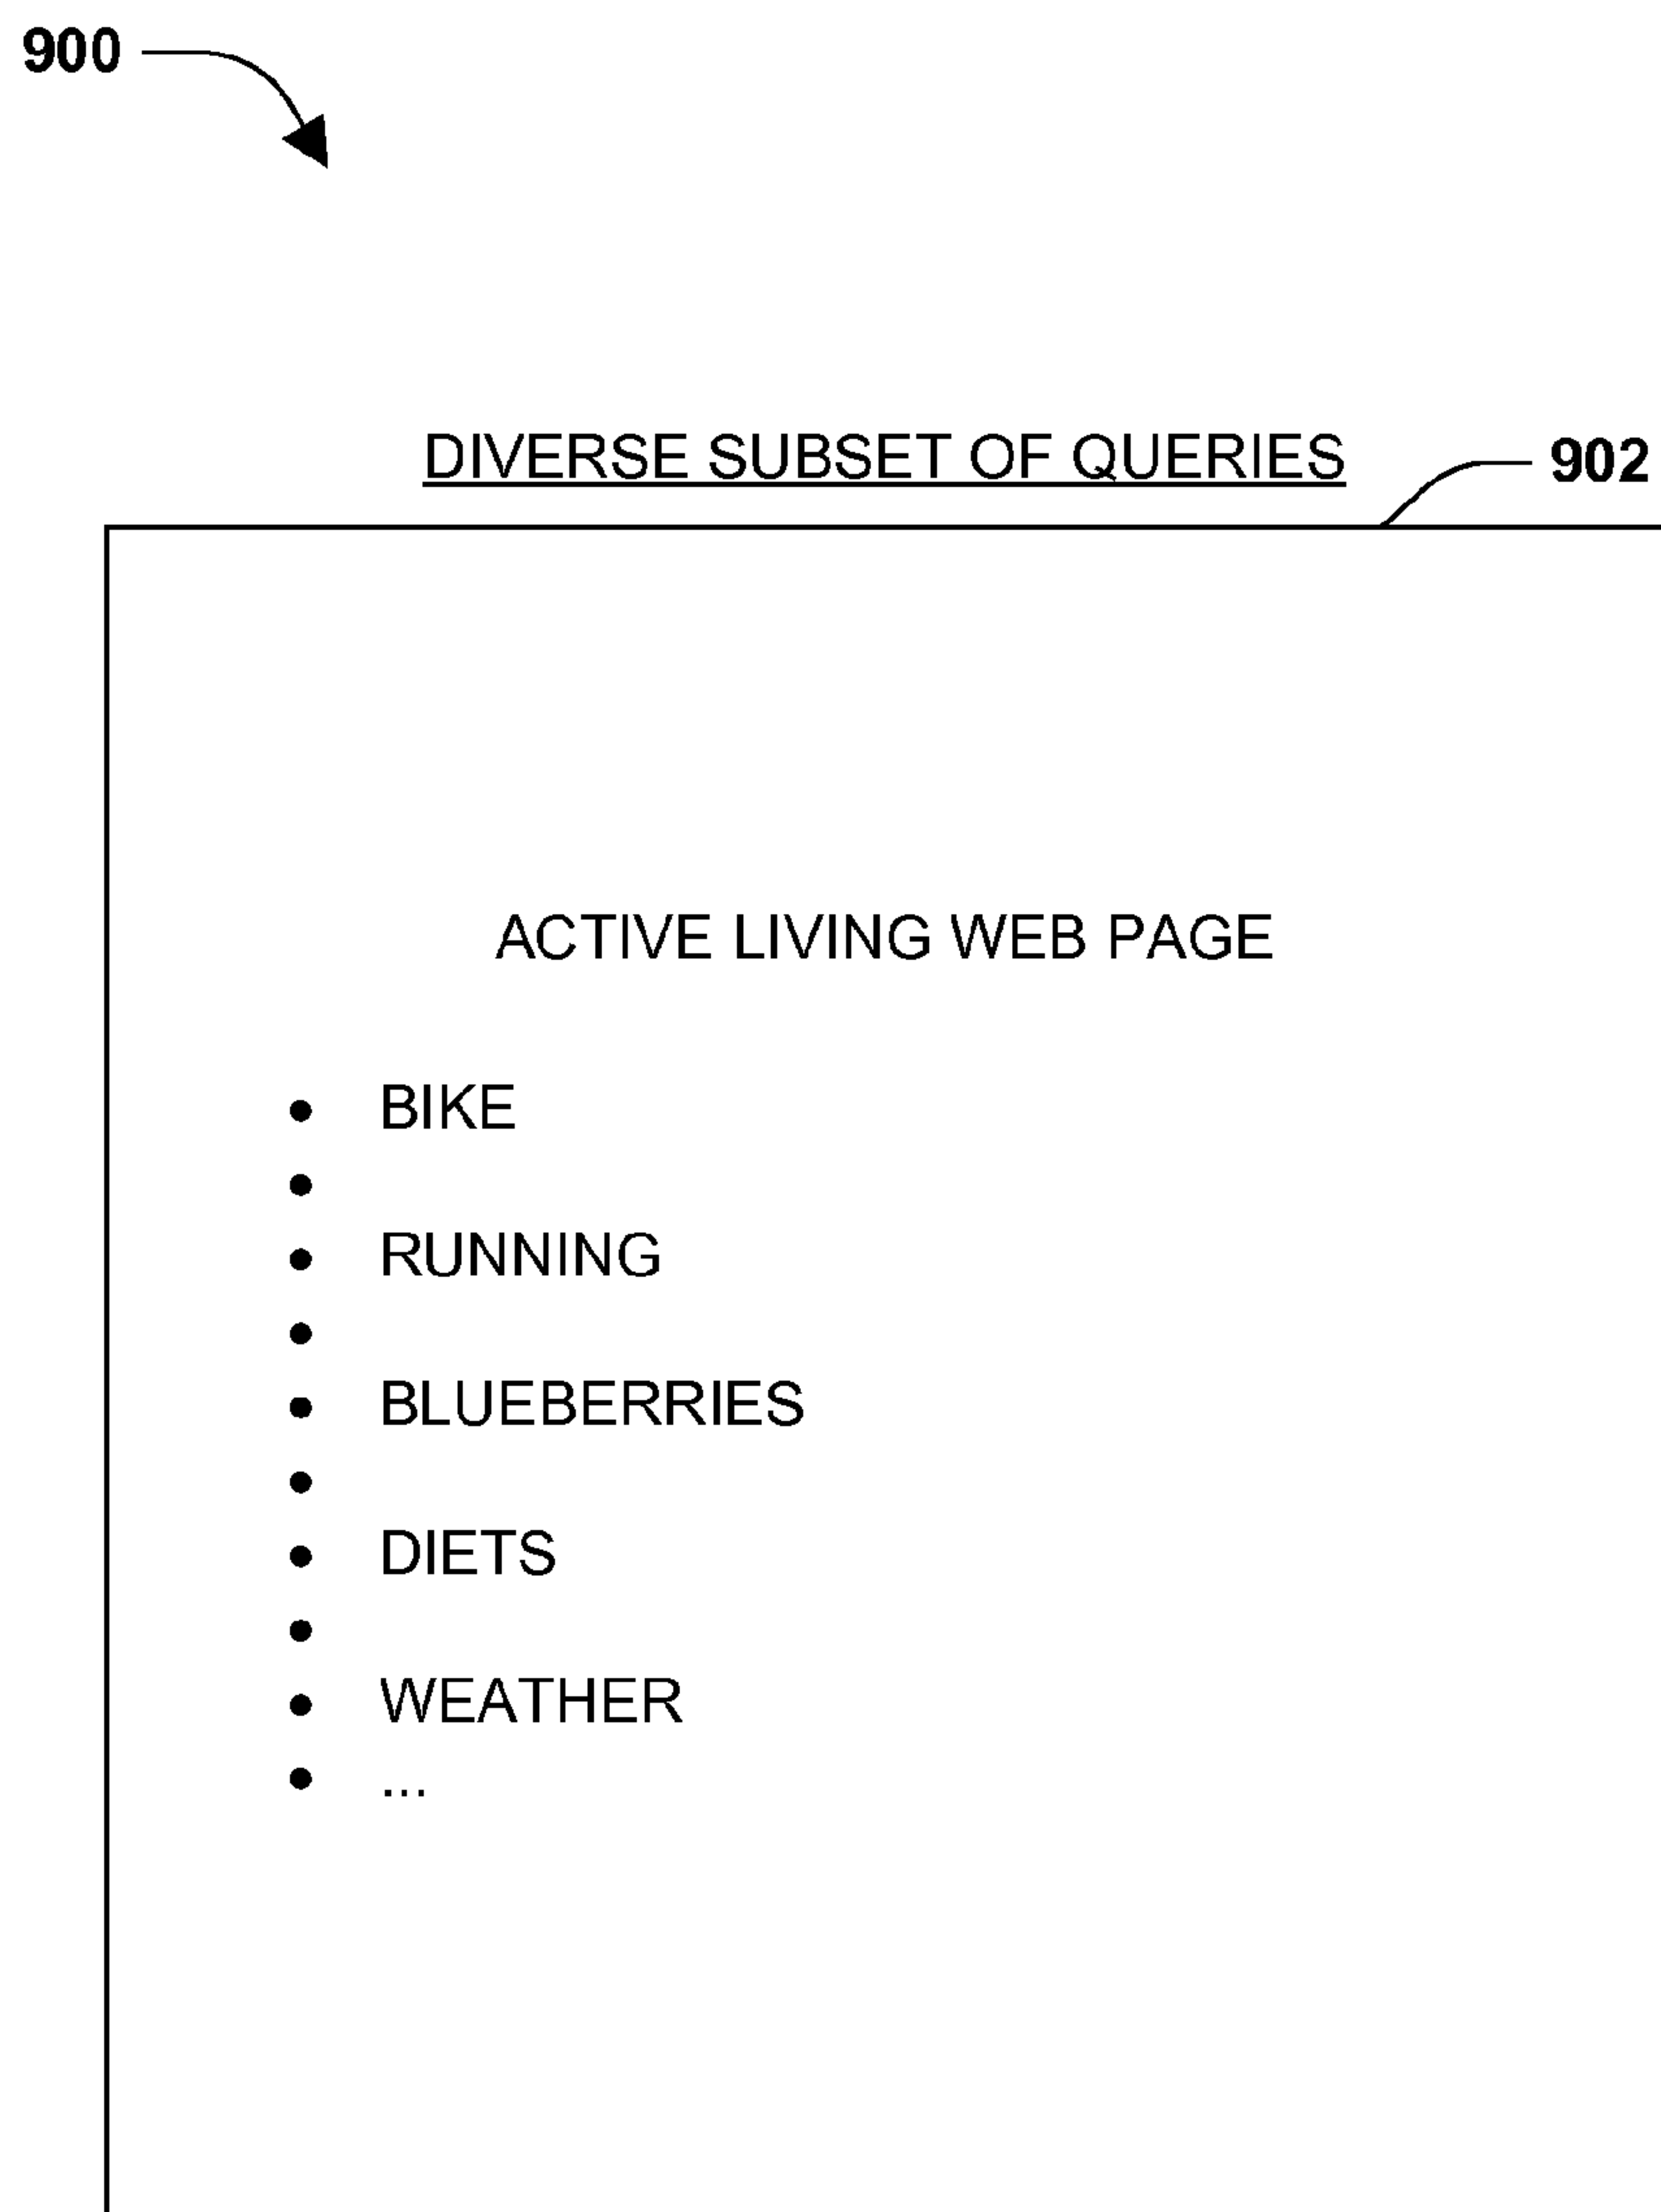 900
DIVERSE SUBSET OF QUERIES
902
ACTIVE LIVING WEB PAGE
• BIKE
•
• RUNNING
•
• BLUEBERRIES
•
• DIETS
•
• WEATHER
• ...